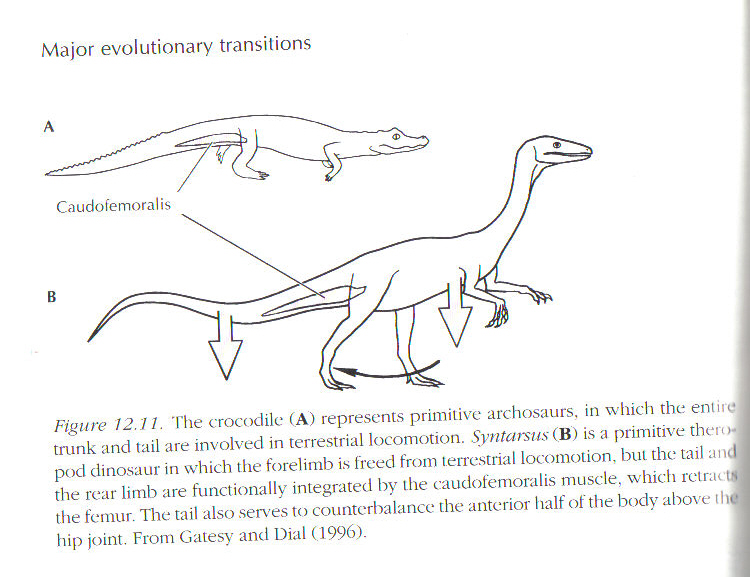 Major evolutionary transitions
A
Caudofemoralis
B
Figure 12.11. The crocodile (A) represents primitive archosaurs, in which the entire
trunk and tail are involved in terrestrial locomotion. Syntarsus (B) is a primitive thero-
pod dinosaur in which the forelimb is freed from terrestrial locomotion, but the tail and
the rear limb are functionally integrated by the caudofemoralis muscle, which retracts
the femur. The tail also serves to counterbalance the anterior half of the body above the
hip joint. From Gatesy and Dial (1996).